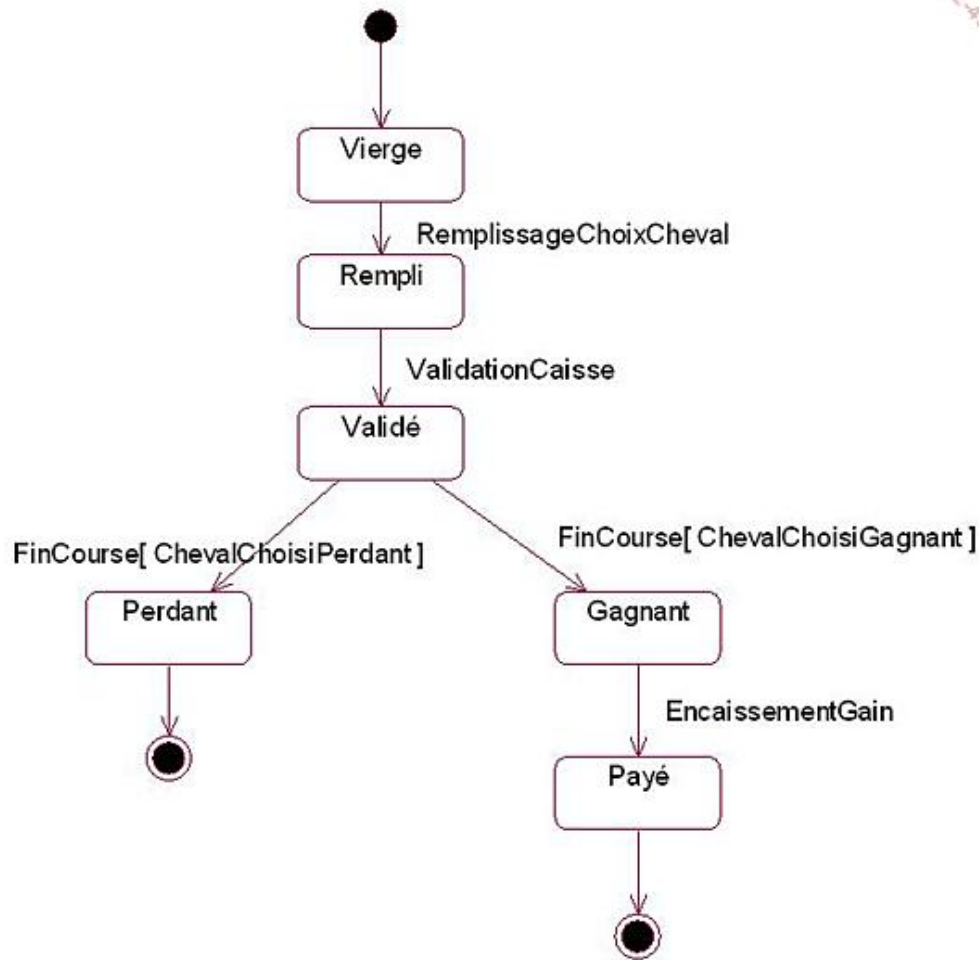 Vierge
RemplissageChoixCheval
Rempli
ValidationCaisse
Validé
FinCourse[ ChevalChoisiPerdant ]
FinCourse[ ChevalChoisiGagnant ]
Perdant
Gagnant
EncaissementGain
Payé